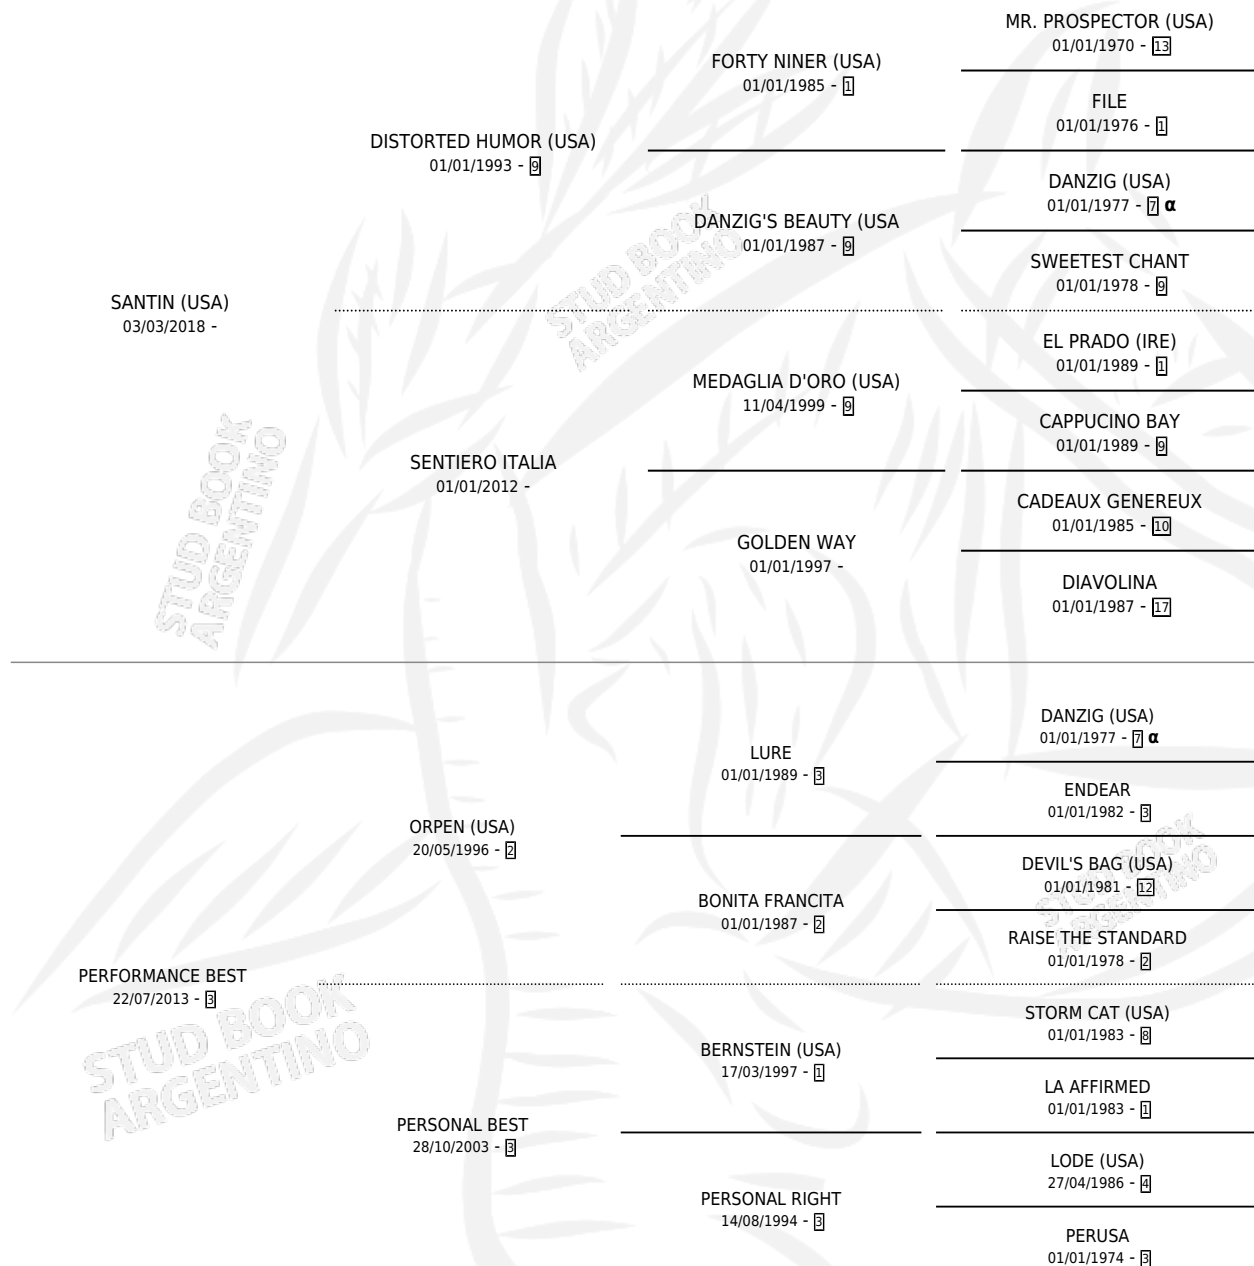 MR. PROSPECTOR (USA)
01/01/1970 - 13
FORTY NINER (USA)
01/01/1985 - 1
FILE
01/01/1976 - 1
DISTORTED HUMOR (USA)
01/01/1993 - 9
DANZIG (USA)
01/01/1977 - 7 α
DANZIG'S BEAUTY (USA
01/01/1987 - 9
SWEETEST CHANT
01/01/1978 - 9
SANTIN (USA)
03/03/2018 -
EL PRADO (IRE)
01/01/1989 - 1
MEDAGLIA D'ORO (USA)
11/04/1999 - 9
CAPPUCINO BAY
01/01/1989 - 9
SENTIERO ITALIA
01/01/2012 -
CADEAUX GENEREUX
01/01/1985 - 10
GOLDEN WAY
01/01/1997 -
DIAVOLINA
01/01/1987 - 17
DANZIG (USA)
01/01/1977 - 7 α
LURE
01/01/1989 - 3
ENDEAR
01/01/1982 - 3
ORPEN (USA)
20/05/1996 - 2
DEVIL'S BAG (USA)
01/01/1981 - 12
BONITA FRANCITA
01/01/1987 - 2
RAISE THE STANDARD
01/01/1978 - 2
PERFORMANCE BEST
22/07/2013 - 3
STORM CAT (USA)
01/01/1983 - 8
BERNSTEIN (USA)
17/03/1997 - 1
LA AFFIRMED
01/01/1983 - 1
PERSONAL BEST
28/10/2003 - 3
LODE (USA)
27/04/1986 - 4
PERSONAL RIGHT
14/08/1994 - 3
PERUSA
01/01/1974 - 3
STUD BOOK
ARGENTINO
STUD BOOK
ARGENTINO
STUD BOOK
ARGENTINO
STUD BOOK
ARGENTINO